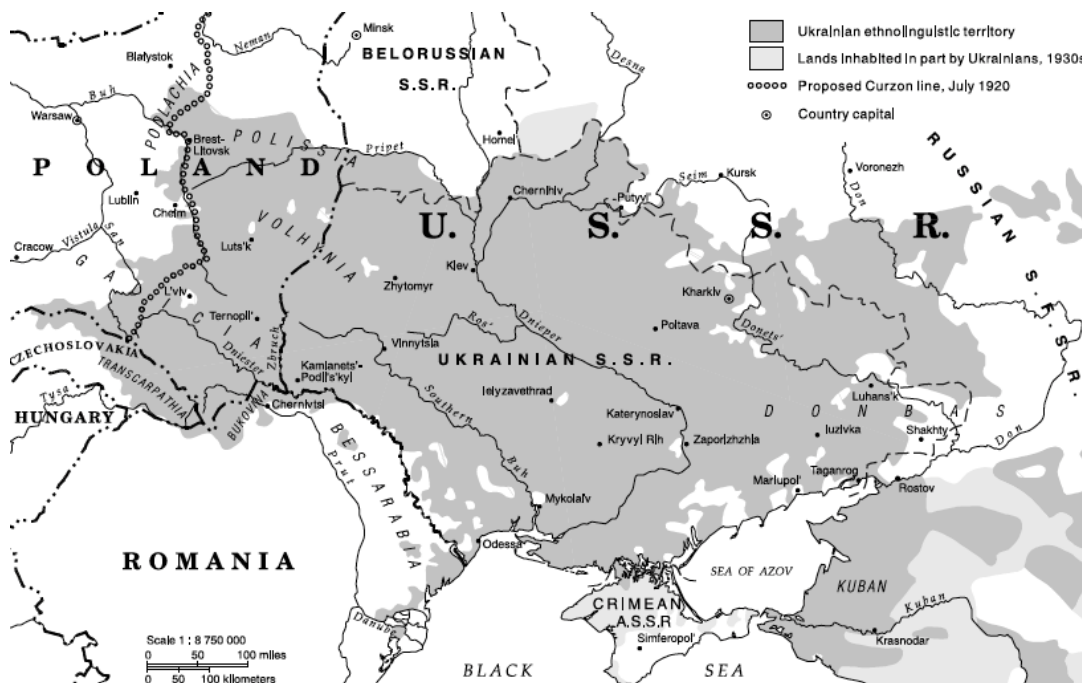 Ukrainian ethnolinguistic territory
Lands inhabited in part by Ukrainians, 1930s
Proposed Curzon line, July 1920
Country capital
Minsk
Neman
BELORUSSIAN
S.S.R.
Desna
Białystok
Buh
Warsaw
PODLACHIA
Brest-
Litovsk
POLISSIA
Pripet
Homel'
POLAND
Lublin
Chełm
Chernihiv
Putyvl'
Seim
Kursk
Voronezh
Don
RUSSIAN S.F.S.R.
U. S. S. R.
VOLHYNIA
Luts'k
Cracow
Vistula
San
GALICIA
Kiev
Zhytomyr
Kharkiv
L'viv
Ternopil'
Zbruch
Dniester
Ros'
Dnieper
Poltava
Donets'
Vinnytsia
UKRAINIAN S.S.R.
CZECHOSLOVAKIA
TRANSCARPATHIA
Kamianets'-
Podil's'kyi
Tysa
HUNGARY
BUKOVINA
Chernivtsi
Southern
Buh
Ielyzavethrad
Katerynoslav
Luhans'k
DONBAS
Kryvyi Rih
Zaporizhzhia
Iuzivka
Shakhty
Don
BESSARABIA
Prut
Taganrog
Mariupol'
Rostov
Mykolaiv
Odessa
ROMANIA
SEA OF AZOV
KUBAN
Kuban
CRIMEAN
A.S.S.R
Danube
Simferopol'
Krasnodar
Scale 1 : 8 750 000
0 50 100 miles
0 50 100 kilometers
BLACK SEA